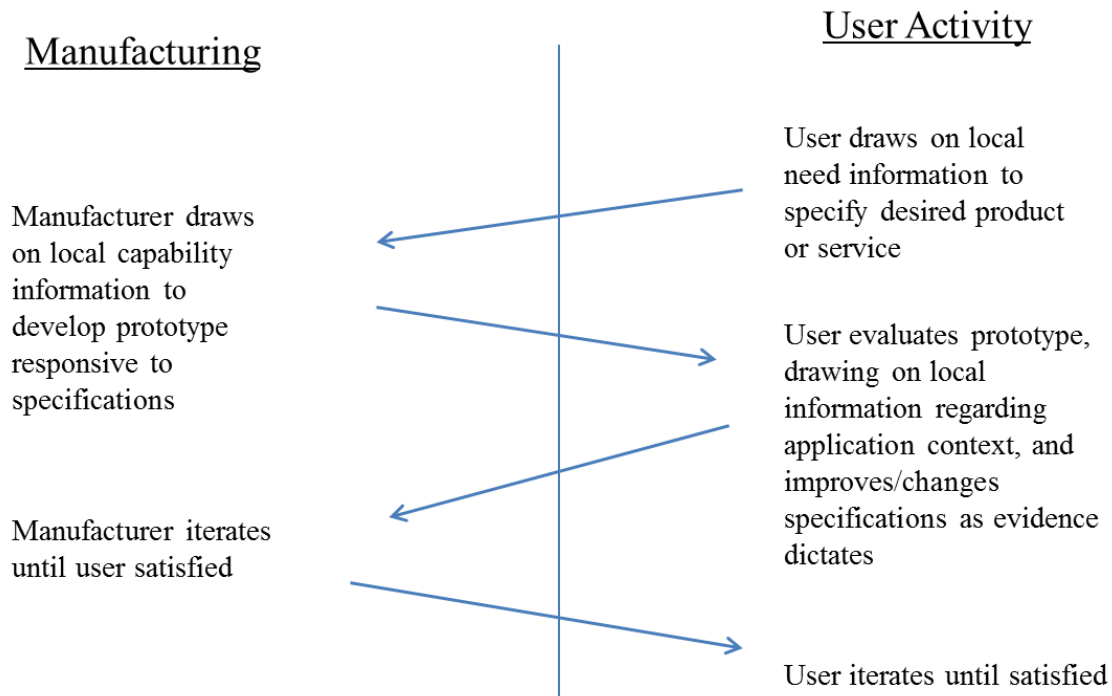 Manufacturing
User Activity
User draws on local
need information to
specify desired product
or service
Manufacturer draws
on local capability
information to
develop prototype
responsive to
specifications
User evaluates prototype,
drawing on local
information regarding
application context, and
improves/changes
specifications as evidence
dictates
Manufacturer iterates
until user satisfied
User iterates until satisfied